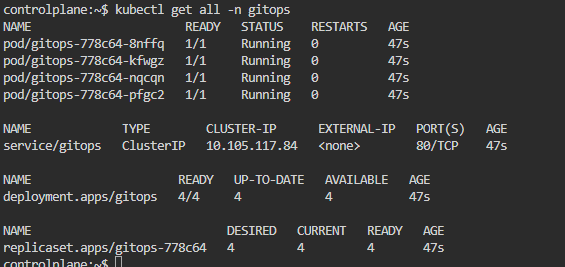 controlplane:~$ kubectl get all -n gitops
NAME READY STATUS RESTARTS AGE
pod/gitops-778c64-8nffq 1/1 Running 0 47s
pod/gitops-778c64-kfwgz 1/1 Running 0 47s
pod/gitops-778c64-nqcqn 1/1 Running 0 47s
pod/gitops-778c64-pfgc2 1/1 Running 0 47s
NAME TYPE CLUSTER-IP EXTERNAL-IP PORT(S) AGE
service/gitops ClusterIP 10.105.117.84 <none> 80/TCP 47s
NAME READY UP-TO-DATE AVAILABLE AGE
deployment.apps/gitops 4/4 4 4 47s
NAME DESIRED CURRENT READY AGE
replicaset.apps/gitops-778c64 4 4 4 47s
controlplane:~$